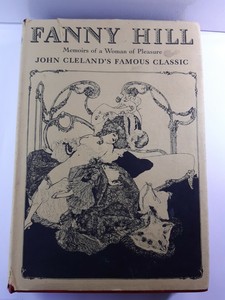 FANNY HILL
Memoirs of a Woman of Pleasure
JOHN CLELAND'S FAMOUS CLASSIC